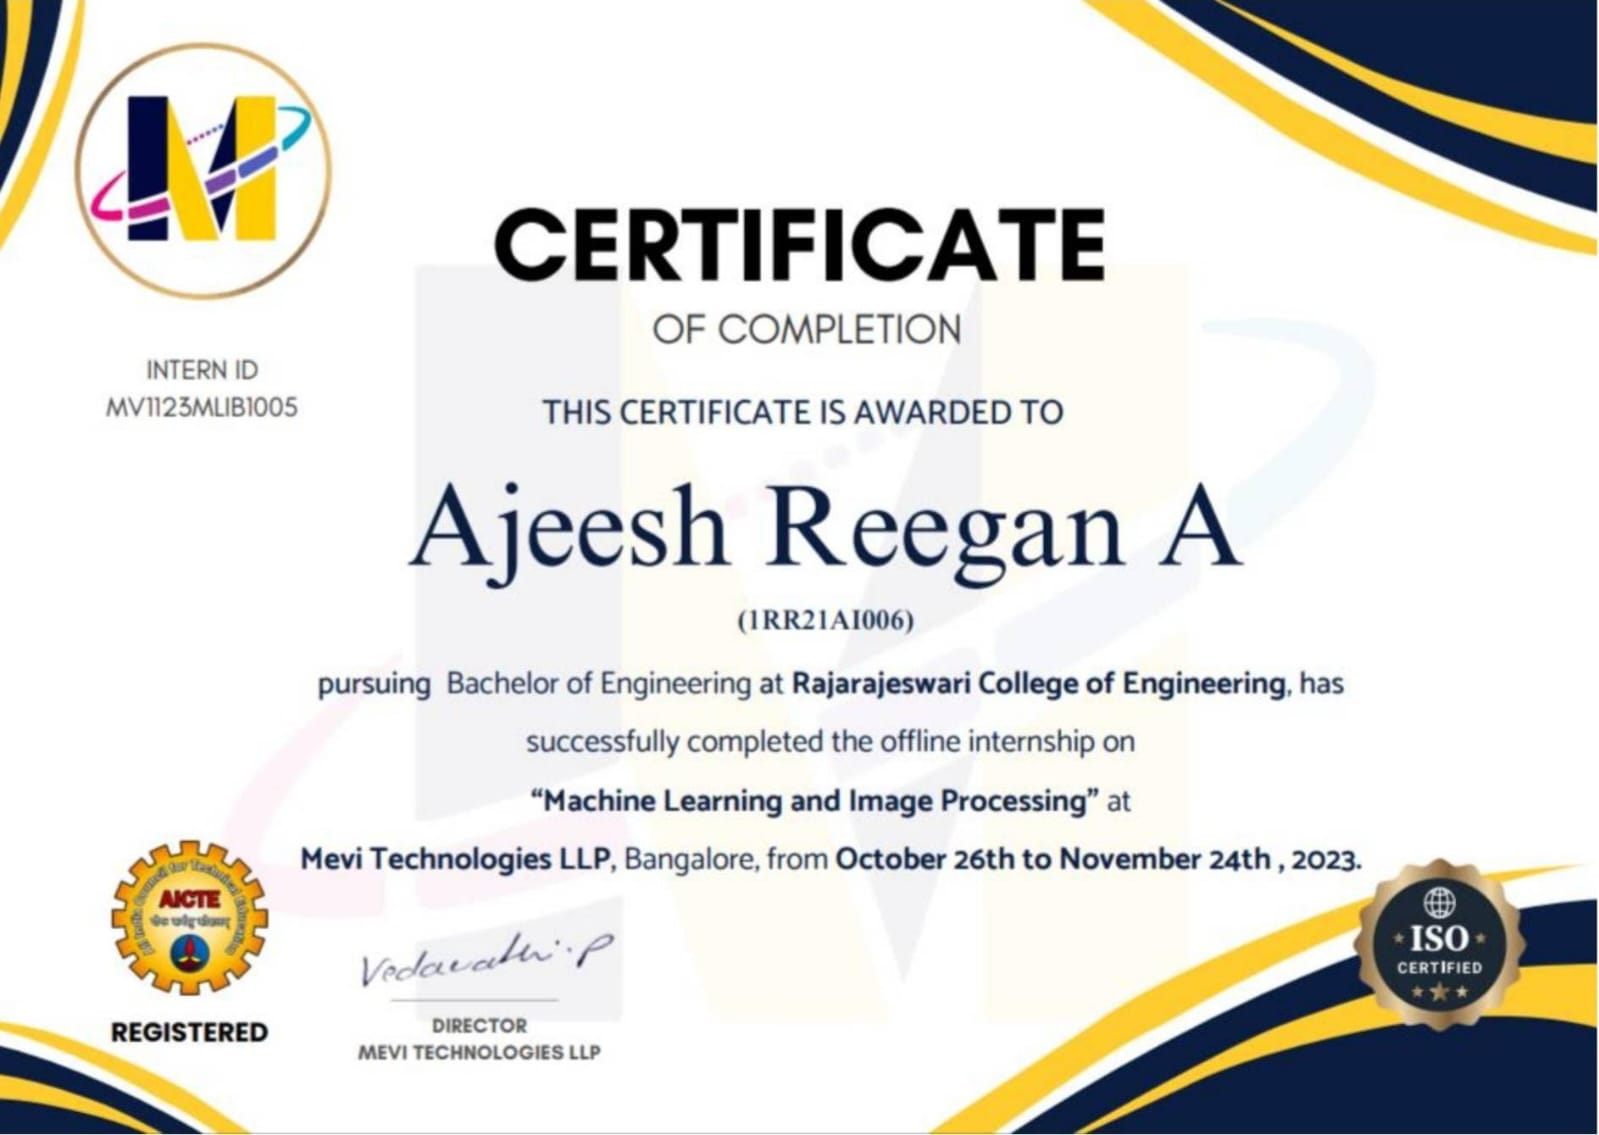 INTERN ID
MV1123MLIB1005
CERTIFICATE
OF COMPLETION
THIS CERTIFICATE IS AWARDED TO
Ajeesh Reegan A
(1RR21AI006)
pursuing Bachelor of Engineering at Rajarajeswari College of Engineering, has
successfully completed the offline internship on
“Machine Learning and Image Processing” at
Mevi Technologies LLP, Bangalore, from October 26th to November 24th , 2023.
All India Council for Technical Education
AICTE
REGISTERED
Vedavathi.P
DIRECTOR
MEVI TECHNOLOGIES LLP
ISO
CERTIFIED